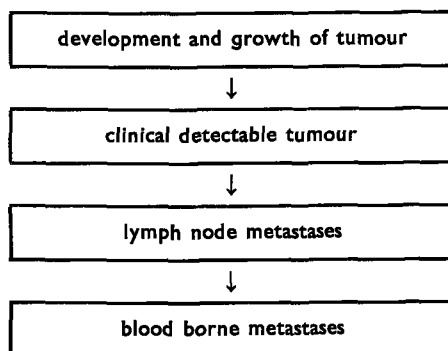 development and growth of tumour
↓
clinical detectable tumour
↓
lymph node metastases
↓
blood borne metastases